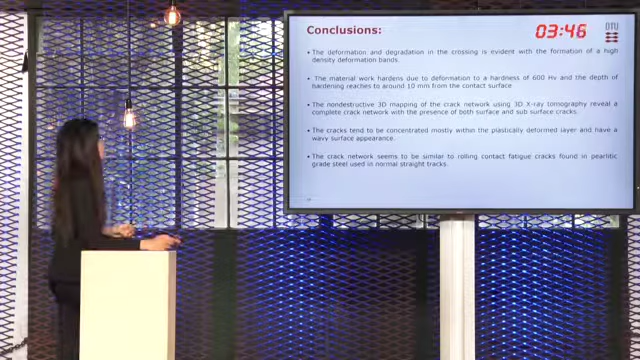 Conclusions:
03:46
DTU
• The deformation and degradation in the crossing is evident with the formation of a high
density deformation bands.
• The material work hardens due to deformation to a hardness of 600 Hv and the depth of
hardening reaches to around 10 mm from the contact surface
• The nondestructive 3D mapping of the crack network using 3D X-ray tomography reveal a
complete crack network with the presence of both surface and sub surface cracks.
• The cracks tend to be concentrated mostly within the plastically deformed layer and have a
wavy surface appearance.
• The crack network seems to be similar to rolling contact fatigue cracks found in pearlitic
grade steel used in normal straight tracks.